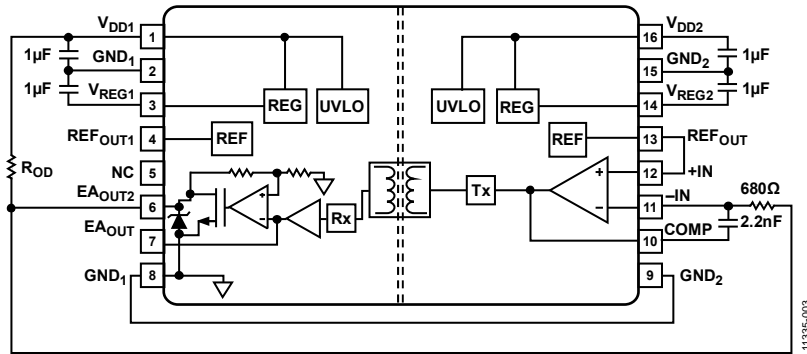 VDD1
1µF
GND1
1µF
VREG1
REFOUT1
ROD
NC
EAOUT2
EAOUT
GND1
1
2
3
4
5
6
7
8
REG
UVLO
REF
+
−
Rx
UVLO
REG
REF
Tx
+
−
16
15
14
13
12
11
10
9
VDD2
1µF
GND2
1µF
VREG2
REFOUT
+IN
−IN
680Ω
2.2nF
COMP
GND2
11335-003